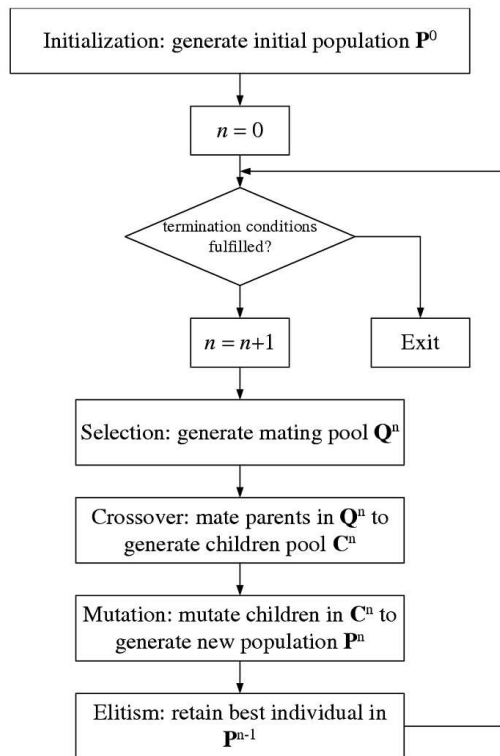 Initialization: generate initial population P⁰
n = 0
termination conditions
fulfilled?
n = n+1
Exit
Selection: generate mating pool Qⁿ
Crossover: mate parents in Qⁿ to
generate children pool Cⁿ
Mutation: mutate children in Cⁿ to
generate new population Pⁿ
Elitism: retain best individual in
Pⁿ⁻¹